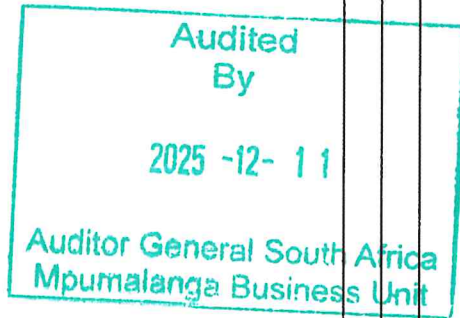 Audited
By
2025 -12- 11
Auditor General South Africa
Mpumalanga Business Unit